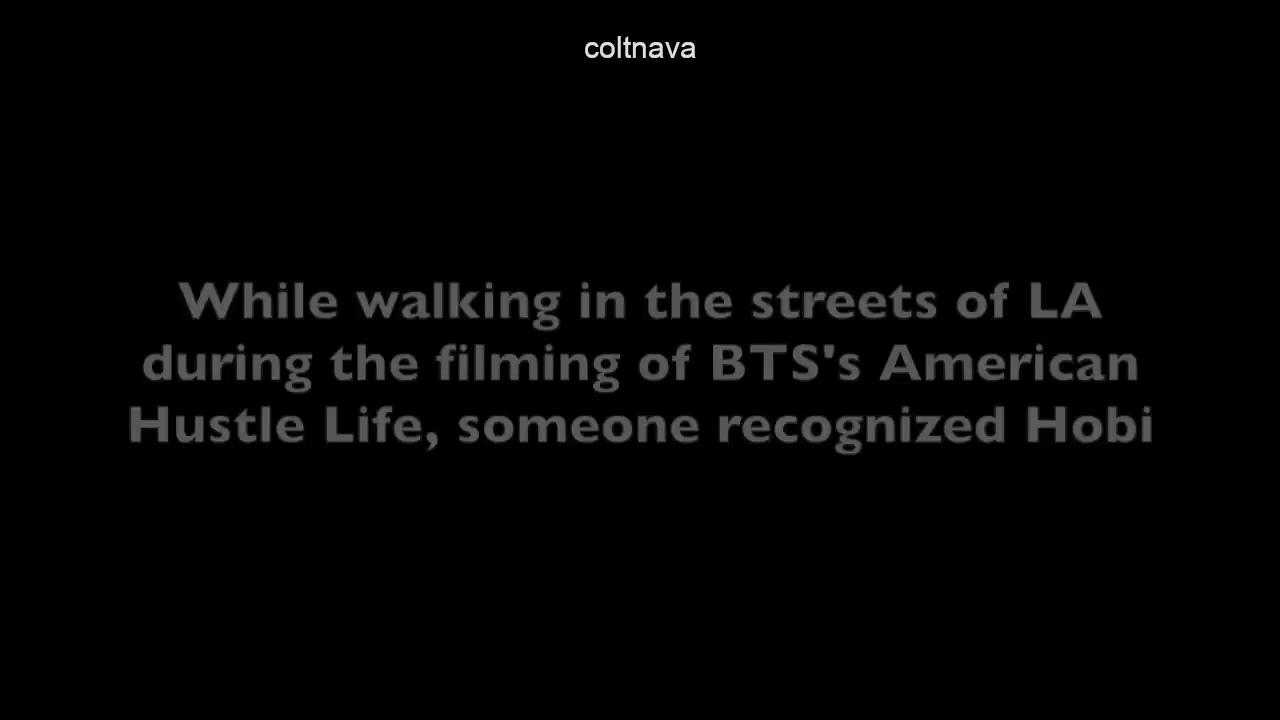 coltnava
While walking in the streets of LA
during the filming of BTS's American
Hustle Life, someone recognized Hobi